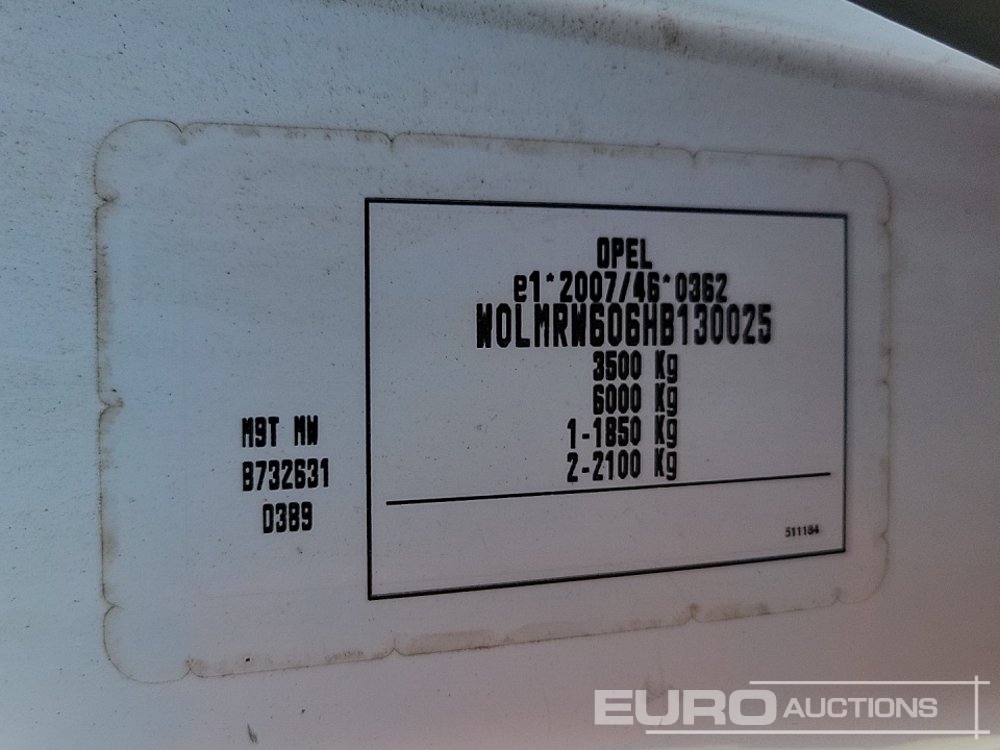 OPEL
e1*2007/46*0362
W0LMRW606HB130025
3500 Kg
6000 Kg
1-1850 Kg
2-2100 Kg
M9T MW
B732631
D389
511184
EURO AUCTIONS